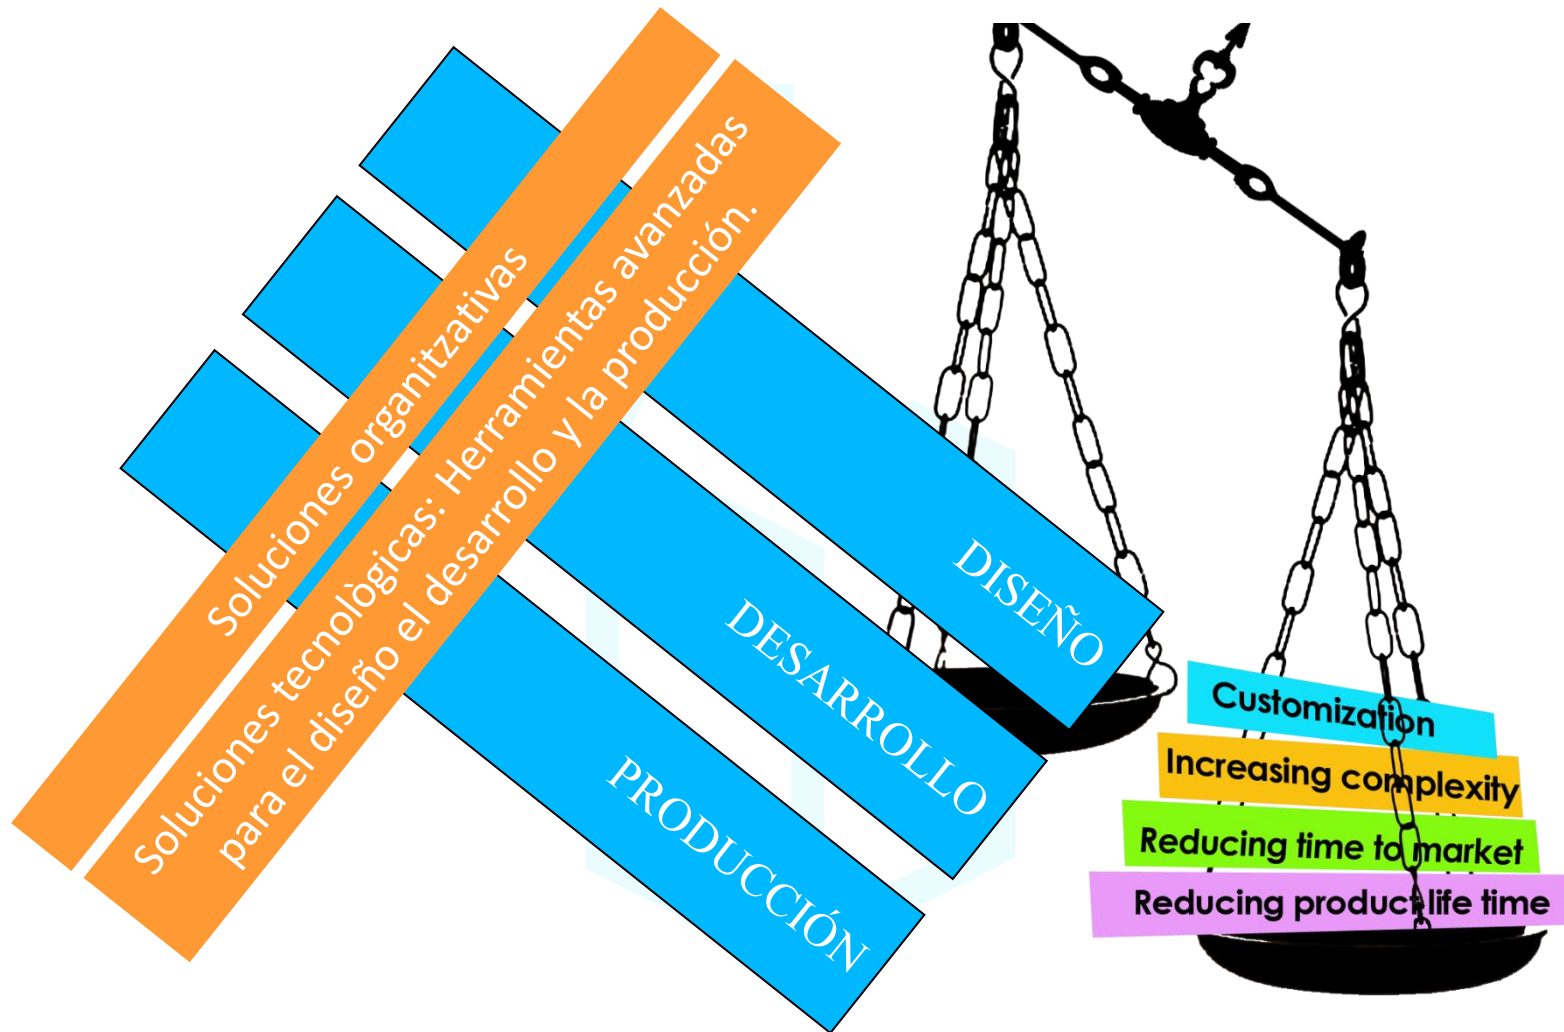 Soluciones organitzativas
Soluciones tecnològicas: Herramientas avanzadas
para el diseño el desarrollo y la producción.
DISEÑO
DESARROLLO
PRODUCCIÓN
Customization
Increasing complexity
Reducing time to market
Reducing product life time